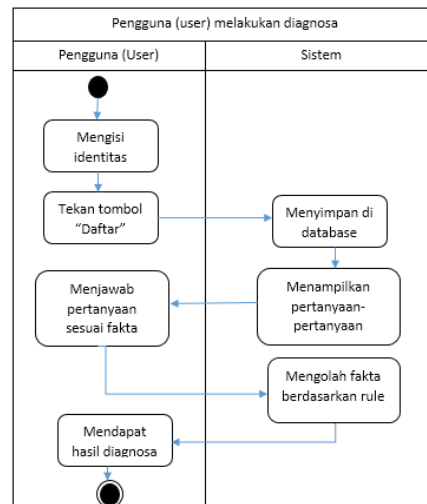 Pengguna (user) melakukan diagnosa
Pengguna (User)
Sistem
Mengisi
identitas
Tekan tombol
“Daftar”
Menyimpan di
database
Menampilkan
pertanyaan-
pertanyaan
Menjawab
pertanyaan
sesuai fakta
Mengolah fakta
berdasarkan rule
Mendapat
hasil diagnosa